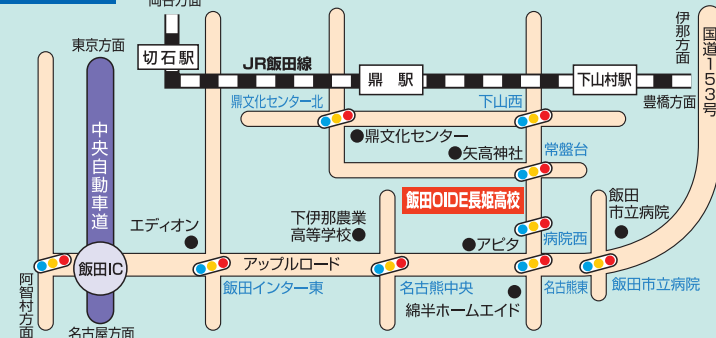 岡谷方面
切石駅
JR飯田線
鼎 駅
下山村駅
伊那方面
国道153号
豊橋方面
東京方面
中央自動車道
鼎文化センター北
下山西
鼎文化センター
矢高神社
常盤台
飯田OIDE長姫高校
エディオン
下伊那農業
高等学校
アピタ
病院西
飯田
市立病院
飯田IC
アップルロード
飯田インター東
名古熊中央
名古熊東
飯田市立病院
綿半ホームエイド
阿智村方面
名古屋方面